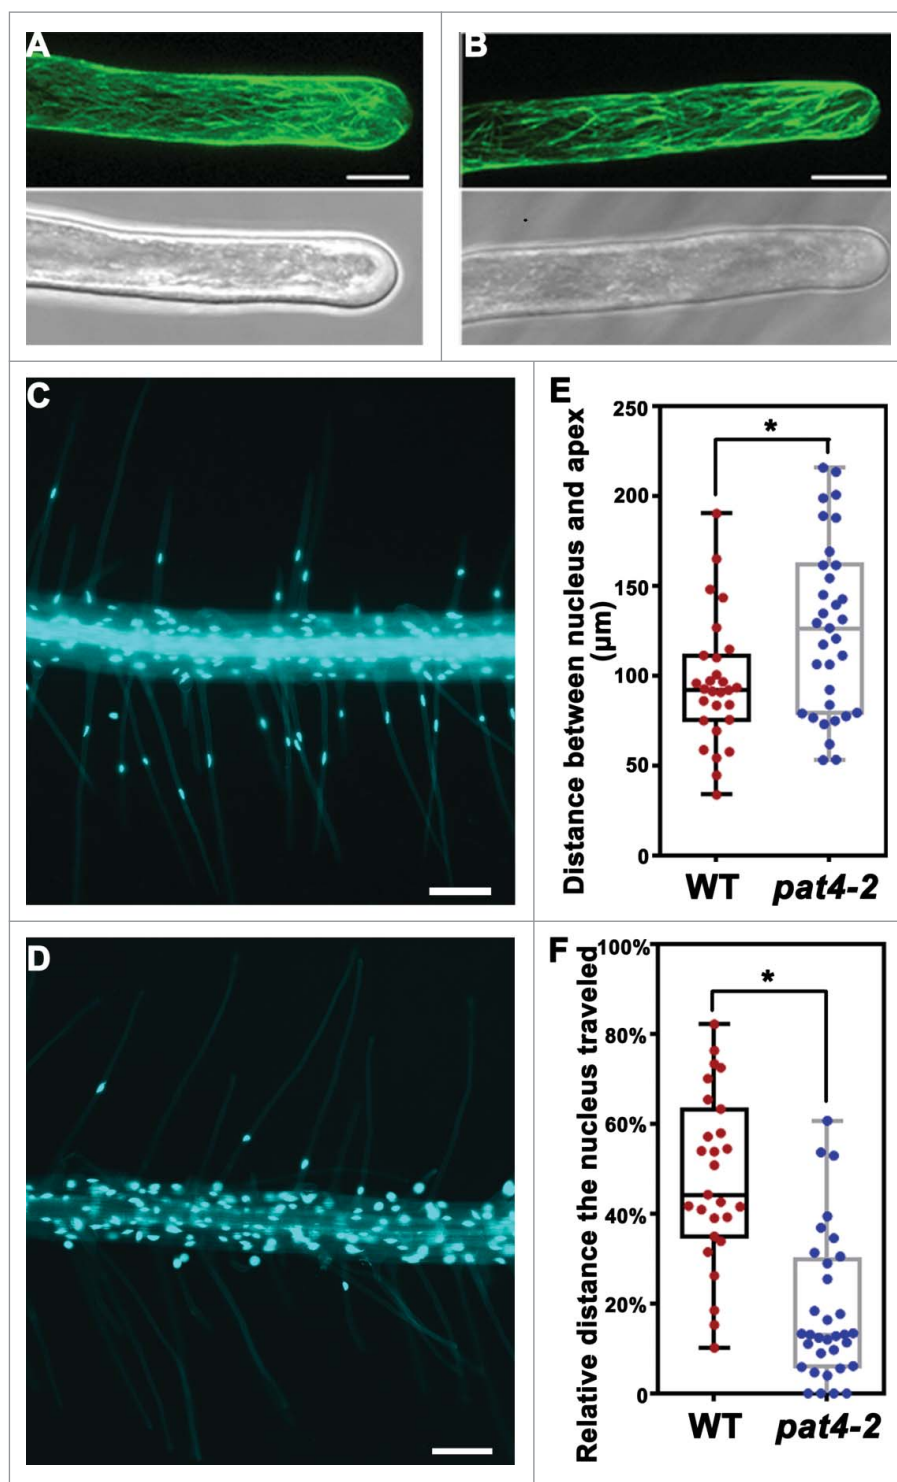 A
B
C
E
Distance between nucleus and apex
(µm)
250
200
150
100
50
0
*
WT
pat4-2
D
F
Relative distance the nucleus traveled
100%
80%
60%
40%
20%
0
*
WT
pat4-2